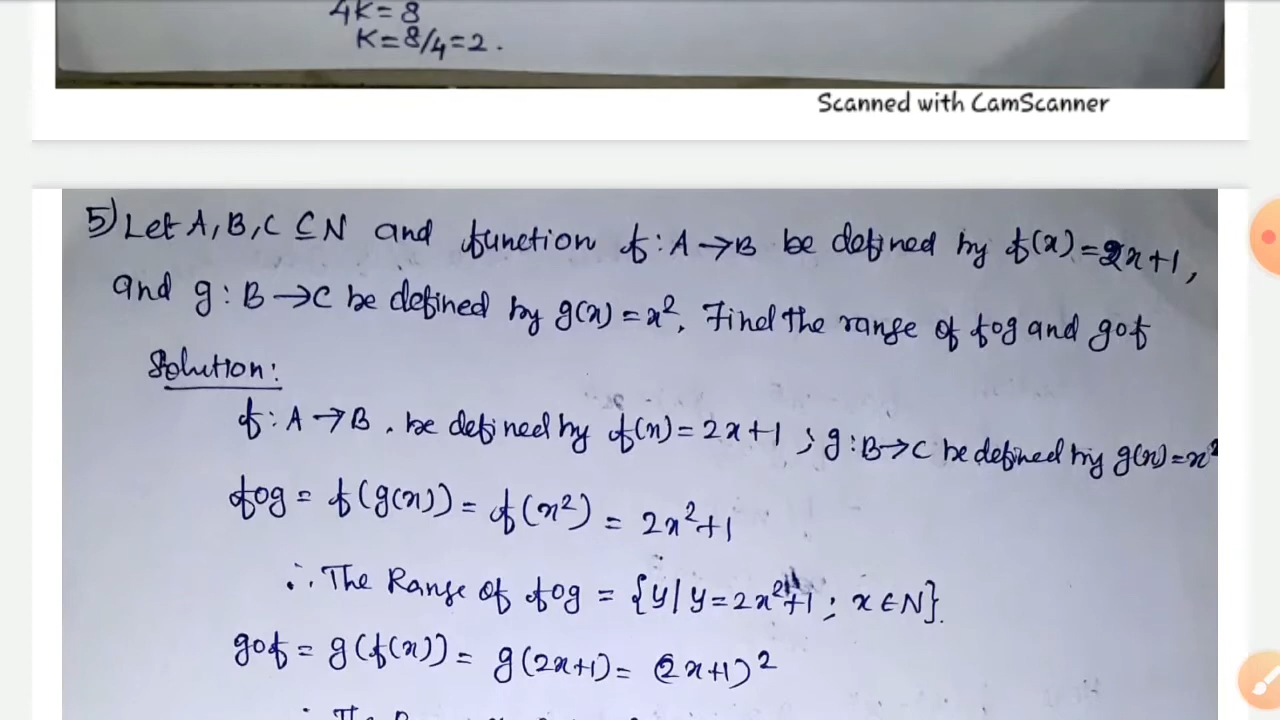 4K = 8
K = 8/4 = 2.
Scanned with CamScanner
5) Let A, B, C ⊆ N and function f : A → B be defined by f(x) = 2x + 1,
and g : B → C be defined by g(x) = x². Find the range of fog and gof
Solution:
f : A → B . be defined by f(x) = 2x + 1 ; g : B → C be defined by g(x) = x²
fog = f(g(x)) = f(x²) = 2x² + 1
∴ The Range of fog = {y / y = 2x² + 1 ; x ∈ N}.
gof = g(f(x)) = g(2x+1) = (2x+1)²